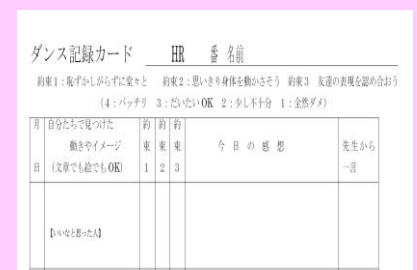 ダンス記録カード　　HR　番 名前
約束1：恥ずかしがらずに堂々と　約束2：思いきり身体を動かそう　約束3　友達の表現を認め合おう
（4：バッチリ　3：だいたいOK　2：少し不十分　1：全然ダメ）
月　自分たちで見つけた　約　約　約
動きやイメージ　束　束　束　今日の感想　先生から
日　（文章でも絵でもOK）　1　2　3　一言
【いいなと思った人】